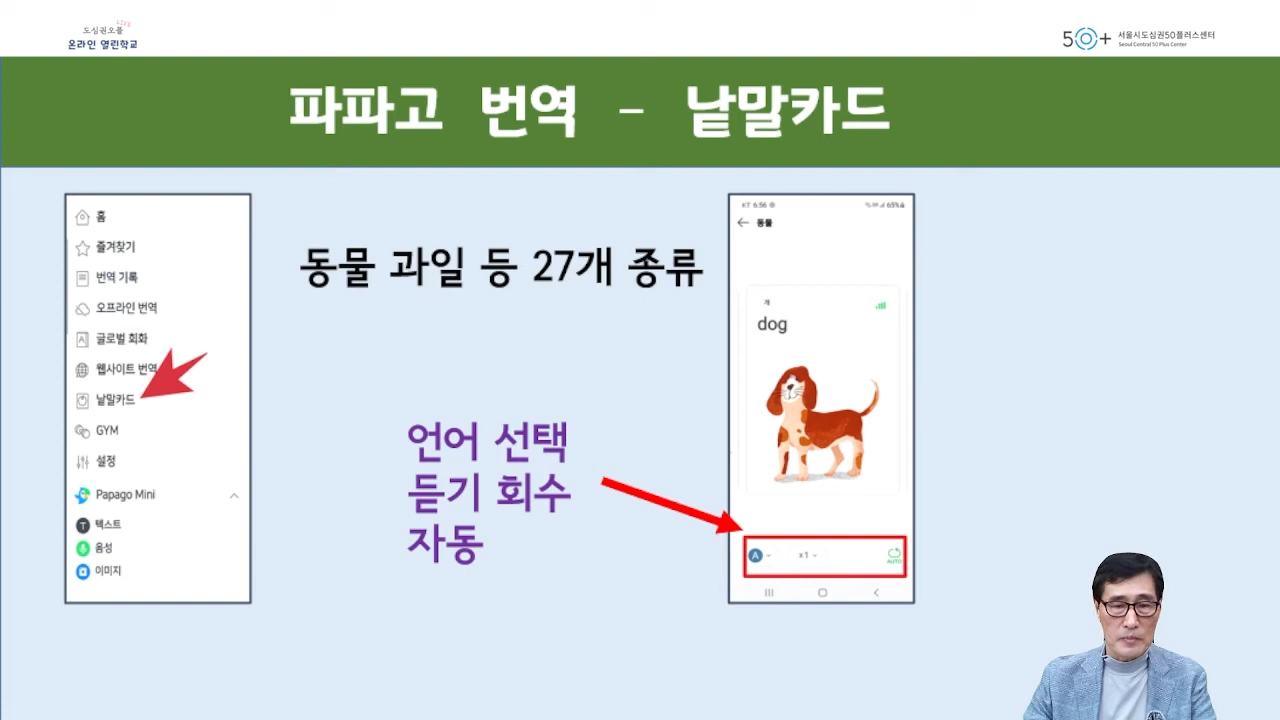 도심권오플
온라인 열린학교
50+
서울시도심권50플러스센터
Seoul Central 50 Plus Center
파파고 번역 - 낱말카드
홈
즐겨찾기
번역 기록
오프라인 번역
글로벌 회화
웹사이트 번역
낱말카드
GYM
설정
Papago Mini
텍스트
음성
이미지
동물 과일 등 27개 종류
언어 선택
듣기 회수
자동
KT 6:56
65%
동물
개
dog
A
x1
AUTO